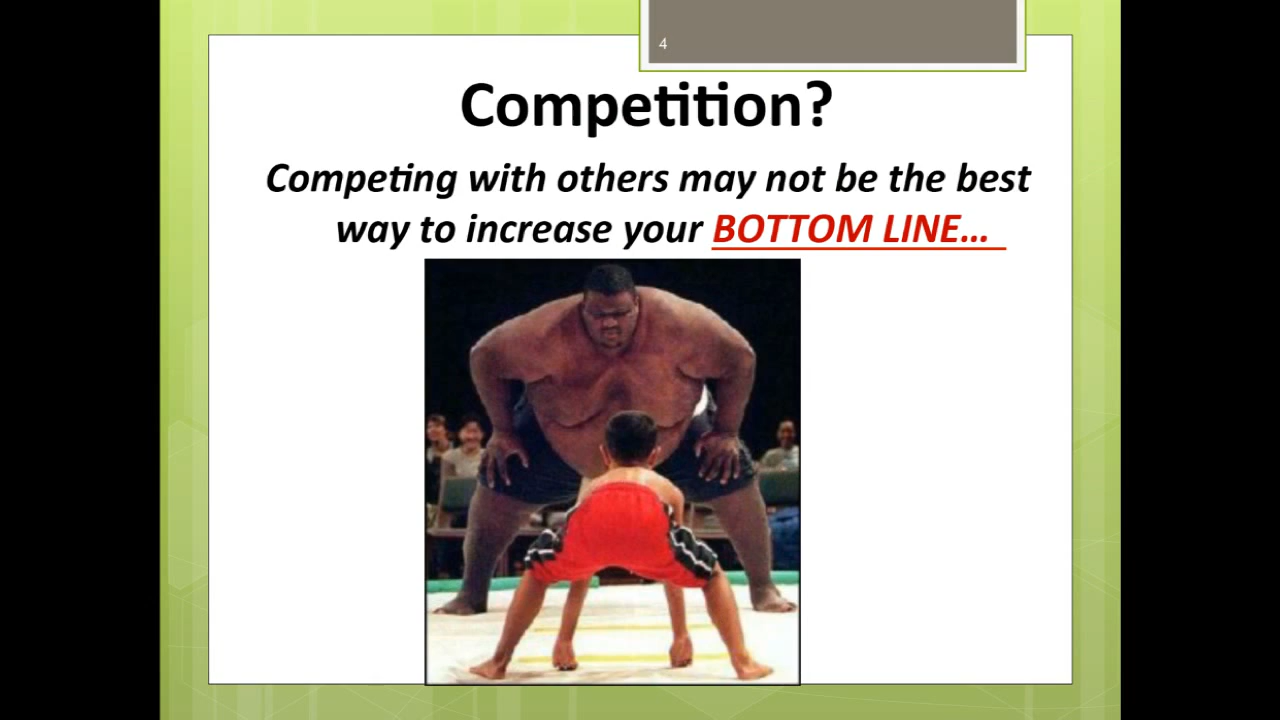 4
Competition?
Competing with others may not be the best
way to increase your BOTTOM LINE…